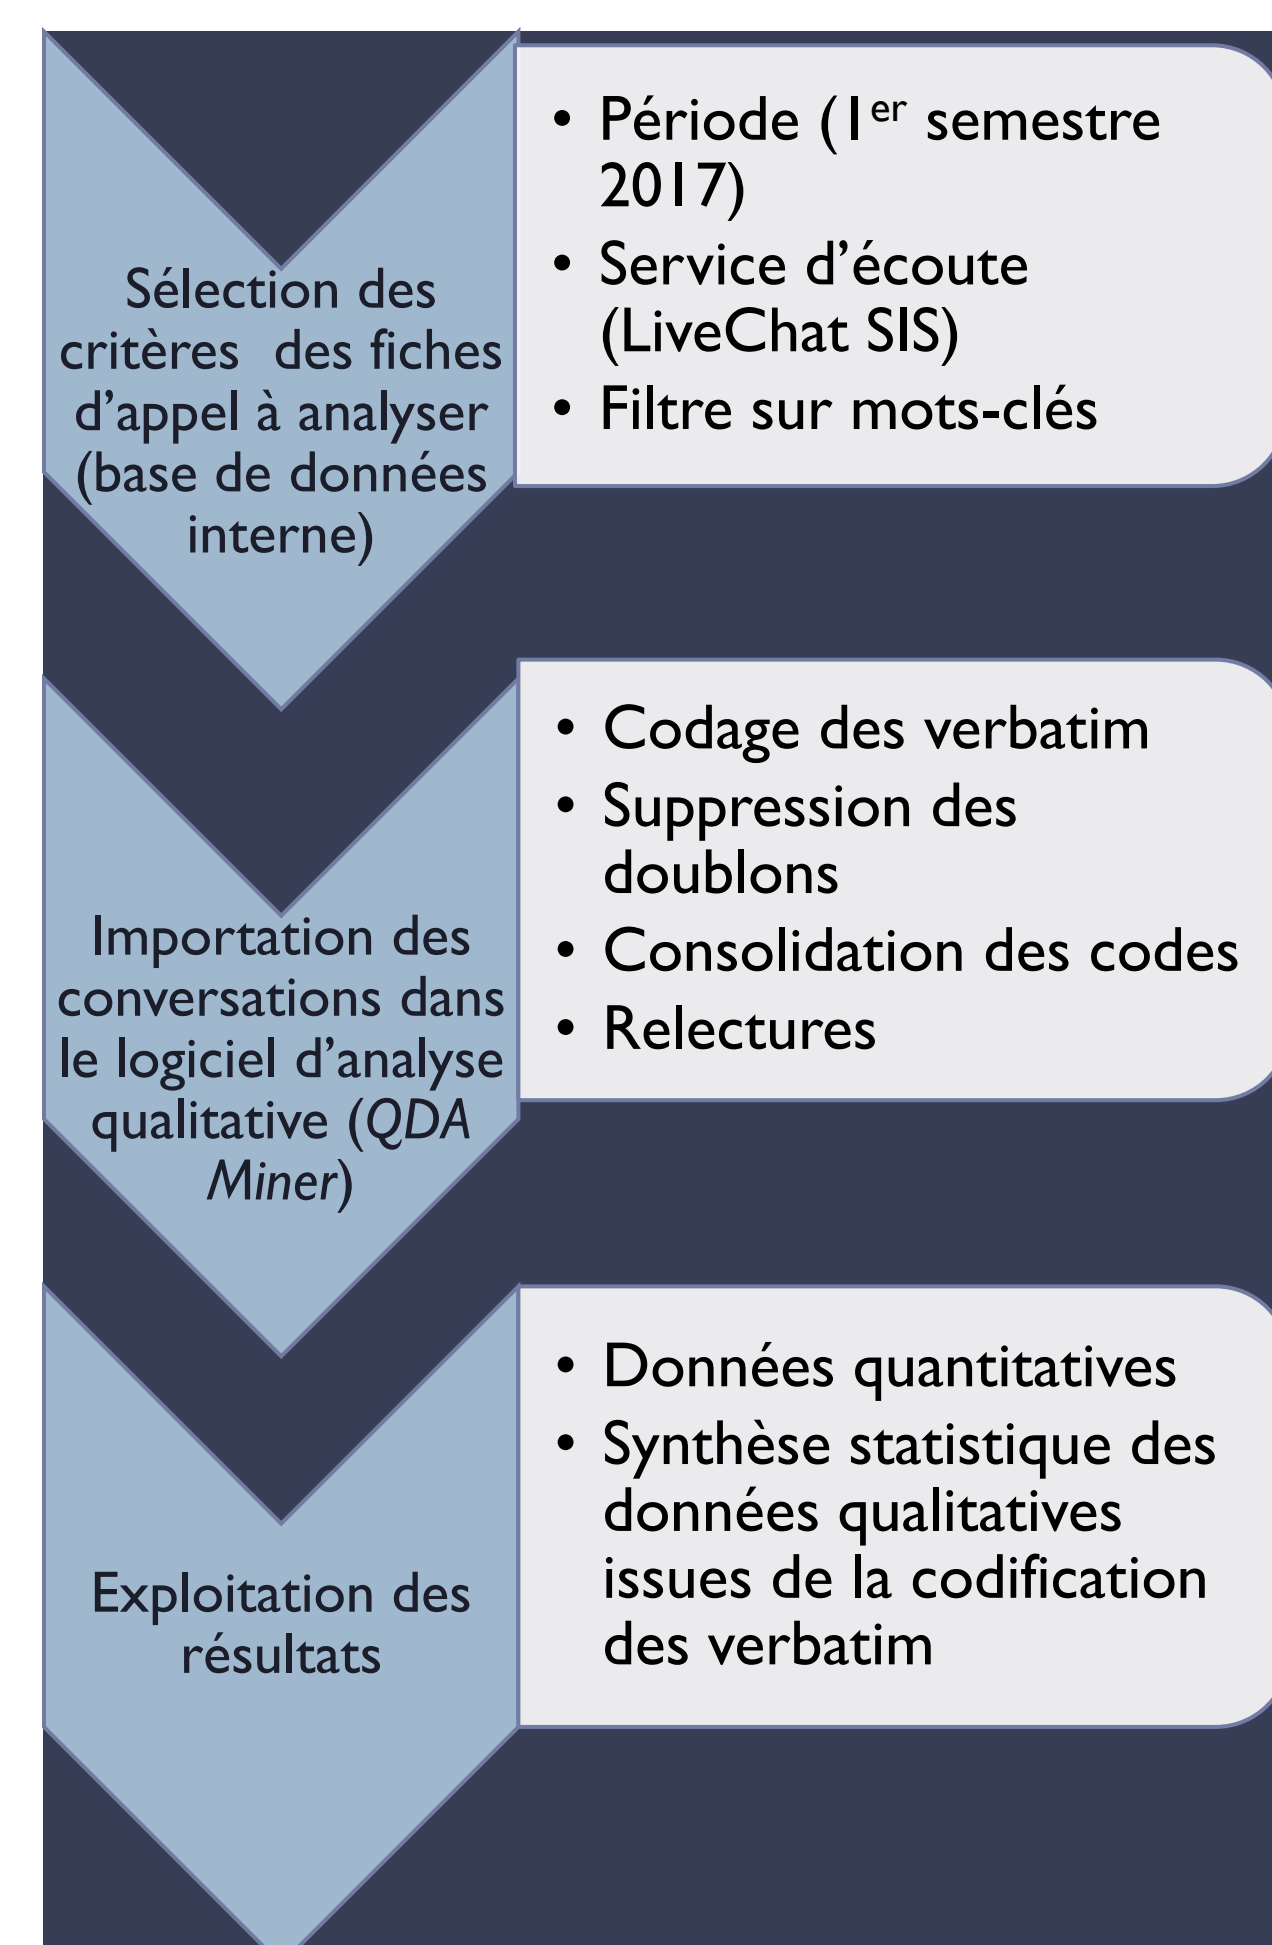 Sélection des
critères des fiches
d’appel à analyser
(base de données
interne)
• Période (1er semestre
2017)
• Service d’écoute
(LiveChat SIS)
• Filtre sur mots-clés
Importation des
conversations dans
le logiciel d’analyse
qualitative (QDA
Miner)
• Codage des verbatim
• Suppression des
doublons
• Consolidation des codes
• Relectures
Exploitation des
résultats
• Données quantitatives
• Synthèse statistique des
données qualitatives
issues de la codification
des verbatim